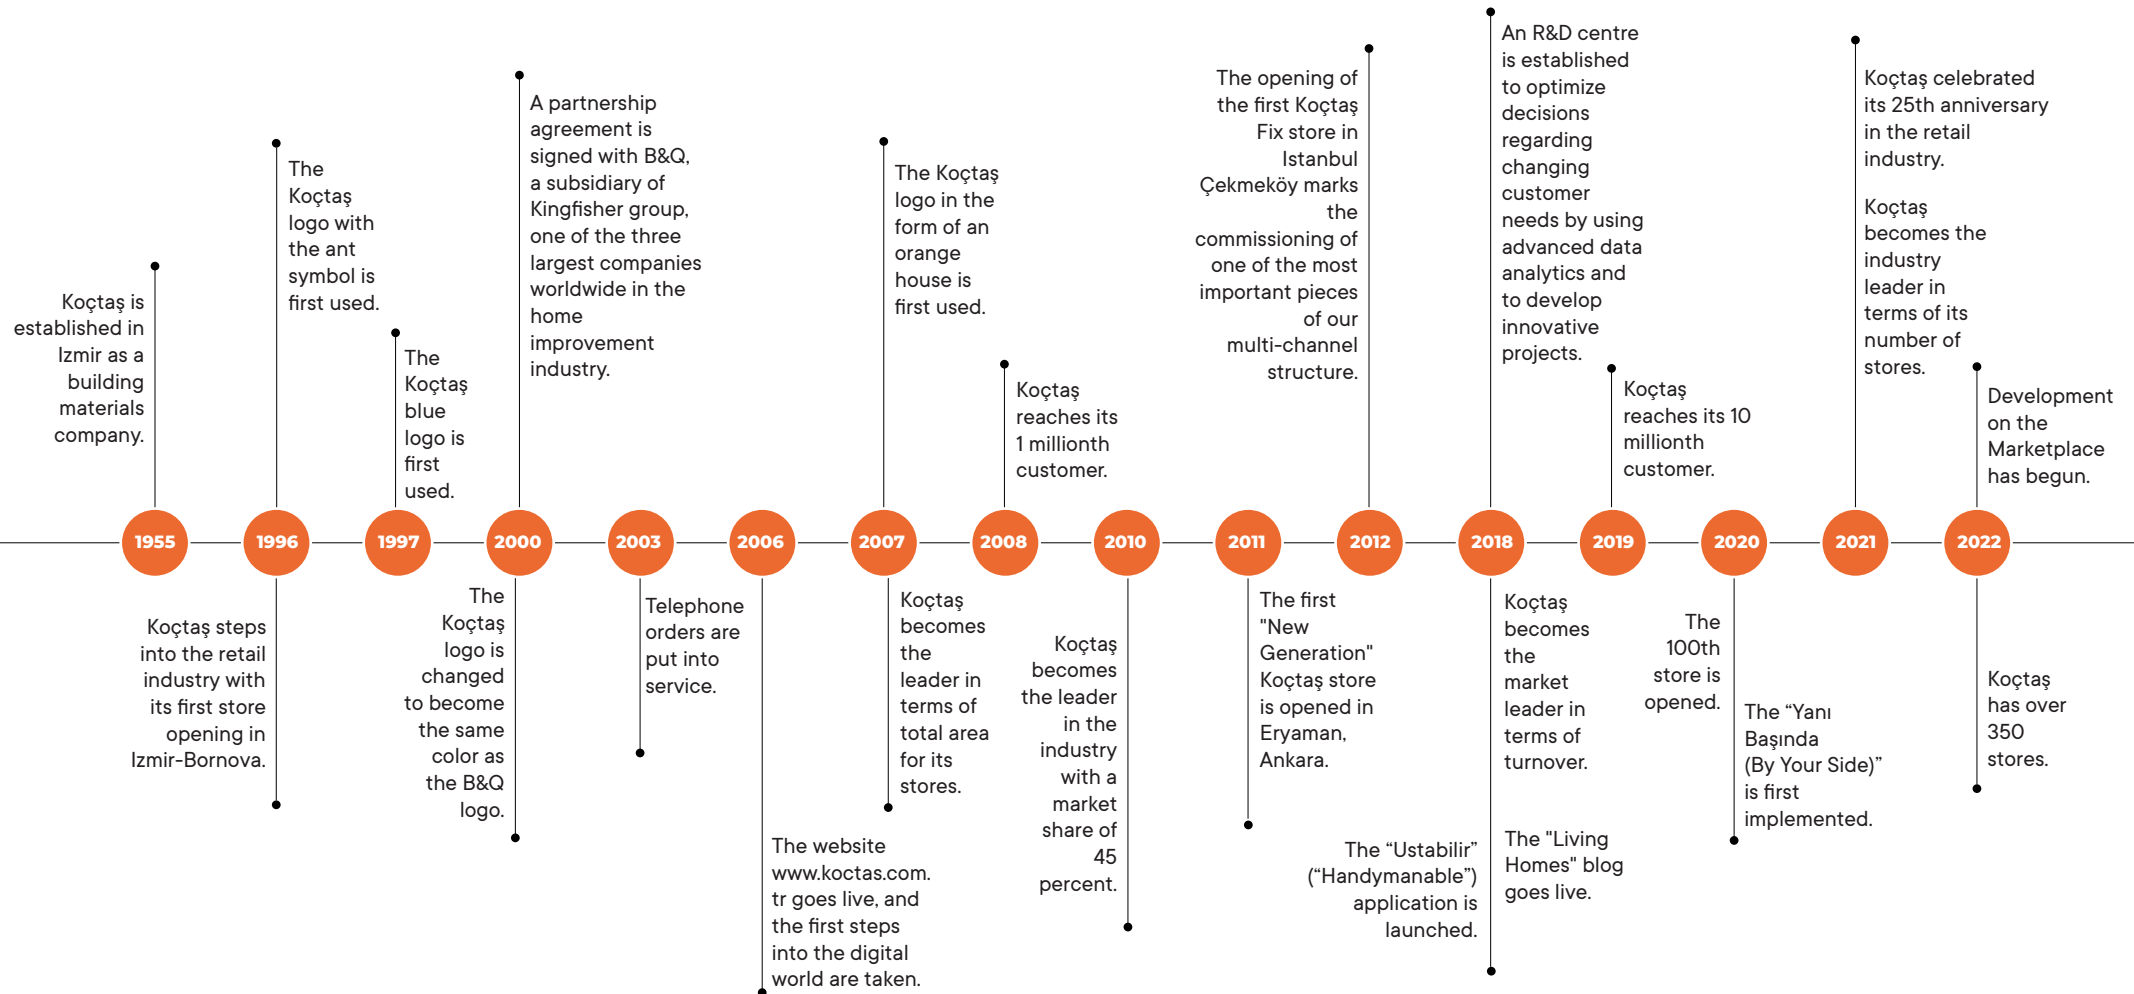 Koçtaş is
established in
Izmir as a
building
materials
company.
The
Koçtaş
logo with
the ant
symbol is
first used.
The
Koçtaş
blue
logo is
first
used.
A partnership
agreement is
signed with B&Q,
a subsidiary of
Kingfisher group,
one of the three
largest companies
worldwide in the
home
improvement
industry.
The Koçtaş
logo in the
form of an
orange
house is
first used.
Koçtaş
reaches its
1 millionth
customer.
The opening of
the first Koçtaş
Fix store in
Istanbul
Çekmeköy marks
the
commissioning of
one of the most
important pieces
of our
multi-channel
structure.
An R&D centre
is established
to optimize
decisions
regarding
changing
customer
needs by using
advanced data
analytics and
to develop
innovative
projects.
Koçtaş
reaches its 10
millionth
customer.
Koçtaş celebrated
its 25th anniversary
in the retail
industry.
Koçtaş
becomes the
industry
leader in
terms of its
number of
stores.
Development
on the
Marketplace
has begun.
1955
1996
1997
2000
2003
2006
2007
2008
2010
2011
2012
2018
2019
2020
2021
2022
Koçtaş steps
into the retail
industry with
its first store
opening in
Izmir-Bornova.
The
Koçtaş
logo is
changed
to become
the same
color as
the B&Q
logo.
Telephone
orders are
put into
service.
The website
www.koctas.com.
tr goes live, and
the first steps
into the digital
world are taken.
Koçtaş
becomes
the
leader in
terms of
total area
for its
stores.
Koçtaş
becomes
the leader
in the
industry
with a
market
share of
45
percent.
The first
"New
Generation"
Koçtaş store
is opened in
Eryaman,
Ankara.
The “Ustabilir”
(“Handymanable”)
application is
launched.
Koçtaş
becomes
the
market
leader in
terms of
turnover.
The "Living
Homes" blog
goes live.
The
100th
store is
opened.
The “Yanı
Başında
(By Your Side)”
is first
implemented.
Koçtaş
has over
350
stores.